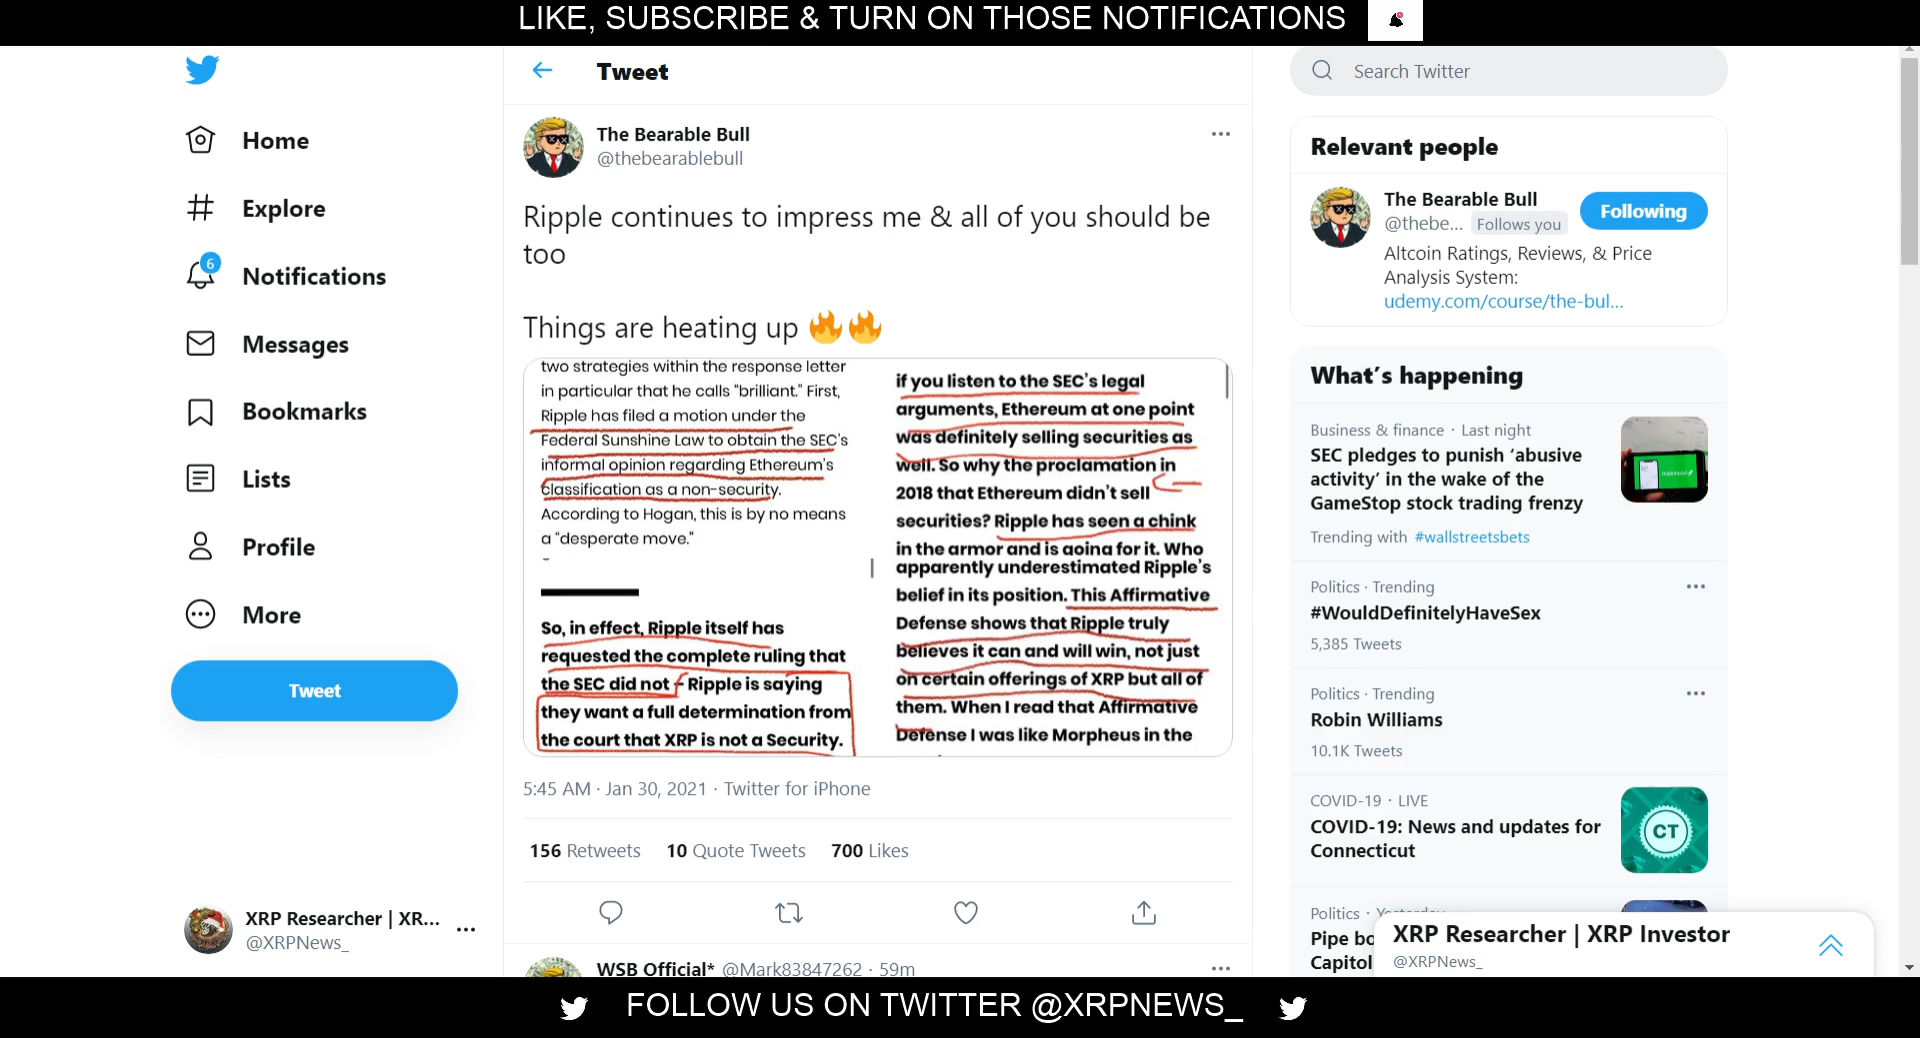 LIKE, SUBSCRIBE & TURN ON THOSE NOTIFICATIONS
Home
Explore
6
Notifications
Messages
Bookmarks
Lists
Profile
More
Tweet
XRP Researcher | XR...
@XRPNews_
Tweet
The Bearable Bull
@thebearablebull
Ripple continues to impress me & all of you should be
too
Things are heating up 🔥🔥
two strategies within the response letter
in particular that he calls “brilliant.” First,
Ripple has filed a motion under the
Federal Sunshine Law to obtain the SEC’s
informal opinion regarding Ethereum’s
classification as a non-security.
According to Hogan, this is by no means
a “desperate move.”
So, in effect, Ripple itself has
requested the complete ruling that
the SEC did not - Ripple is saying
they want a full determination from
the court that XRP is not a Security.
if you listen to the SEC’s legal
arguments, Ethereum at one point
was definitely selling securities as
well. So why the proclamation in
2018 that Ethereum didn’t sell
securities? Ripple has seen a chink
in the armor and is going for it. Who
apparently underestimated Ripple’s
belief in its position. This Affirmative
Defense shows that Ripple truly
believes it can and will win, not just
on certain offerings of XRP but all of
them. When I read that Affirmative
Defense I was like Morpheus in the
5:45 AM · Jan 30, 2021 · Twitter for iPhone
156 Retweets 10 Quote Tweets 700 Likes
WSB Official* @Mark83847262 · 59m
Search Twitter
Relevant people
The Bearable Bull
@thebe... Follows you
Following
Altcoin Ratings, Reviews, & Price
Analysis System:
udemy.com/course/the-bul...
What’s happening
Business & finance · Last night
SEC pledges to punish ‘abusive
activity’ in the wake of the
GameStop stock trading frenzy
Trending with #wallstreetsbets
Politics · Trending
#WouldDefinitelyHaveSex
5,385 Tweets
Politics · Trending
Robin Williams
10.1K Tweets
COVID-19 · LIVE
COVID-19: News and updates for
Connecticut
CT
Politics · Yesterday
Pipe bo
Capitol
XRP Researcher | XRP Investor
@XRPNews_
FOLLOW US ON TWITTER @XRPNEWS_